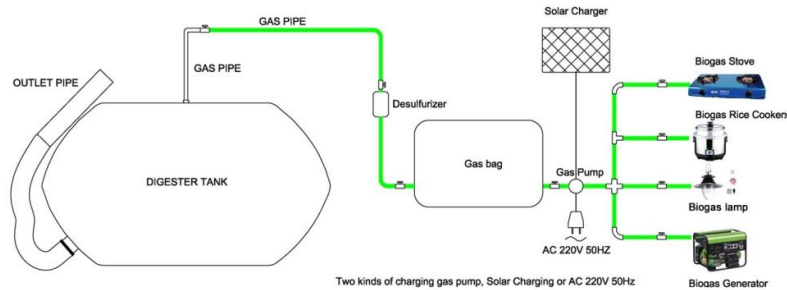 Solar Charger
GAS PIPE
GAS PIPE
OUTLET PIPE
Desulfurizer
DIGESTER TANK
Gas bag
Gas Pump
AC 220V 50HZ
Biogas Stove
Biogas Rice Cookers
Biogas lamp
Biogas Generator
Two kinds of charging gas pump, Solar Charging or AC 220V 50Hz